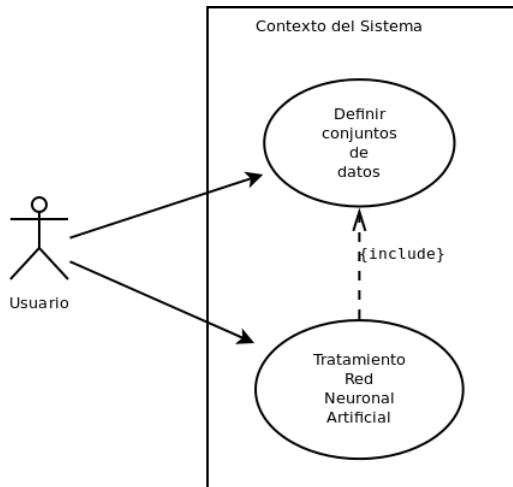 Contexto del Sistema
Definir
conjuntos
de
datos
{include}
Usuario
Tratamiento
Red
Neuronal
Artificial